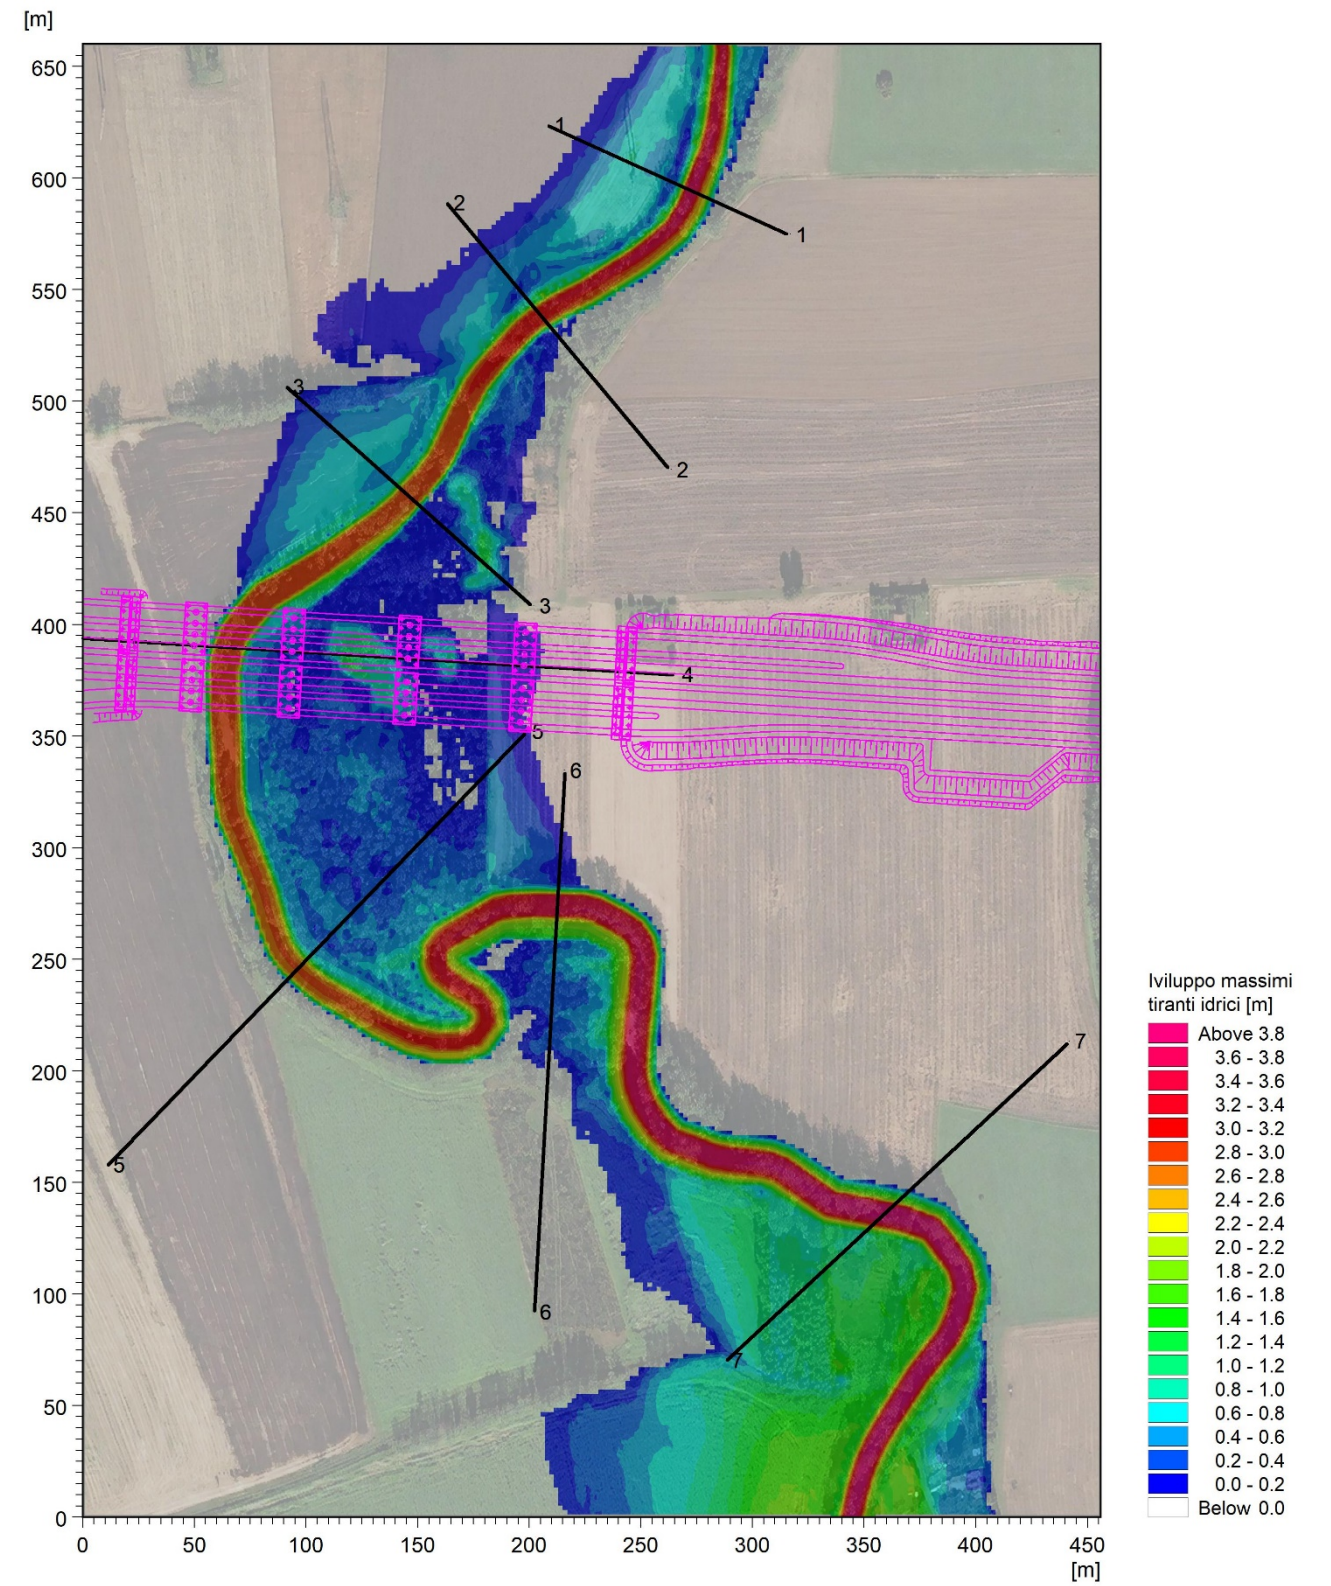 [m]
650
600
550
500
450
400
350
300
250
200
150
100
50
0
0 50 100 150 200 250 300 350 400 450
[m]
1
1
2
2
3
3
4
5
5
6
6
7
7
Iviluppo massimi
tiranti idrici [m]
Above 3.8
3.6 - 3.8
3.4 - 3.6
3.2 - 3.4
3.0 - 3.2
2.8 - 3.0
2.6 - 2.8
2.4 - 2.6
2.2 - 2.4
2.0 - 2.2
1.8 - 2.0
1.6 - 1.8
1.4 - 1.6
1.2 - 1.4
1.0 - 1.2
0.8 - 1.0
0.6 - 0.8
0.4 - 0.6
0.2 - 0.4
0.0 - 0.2
Below 0.0